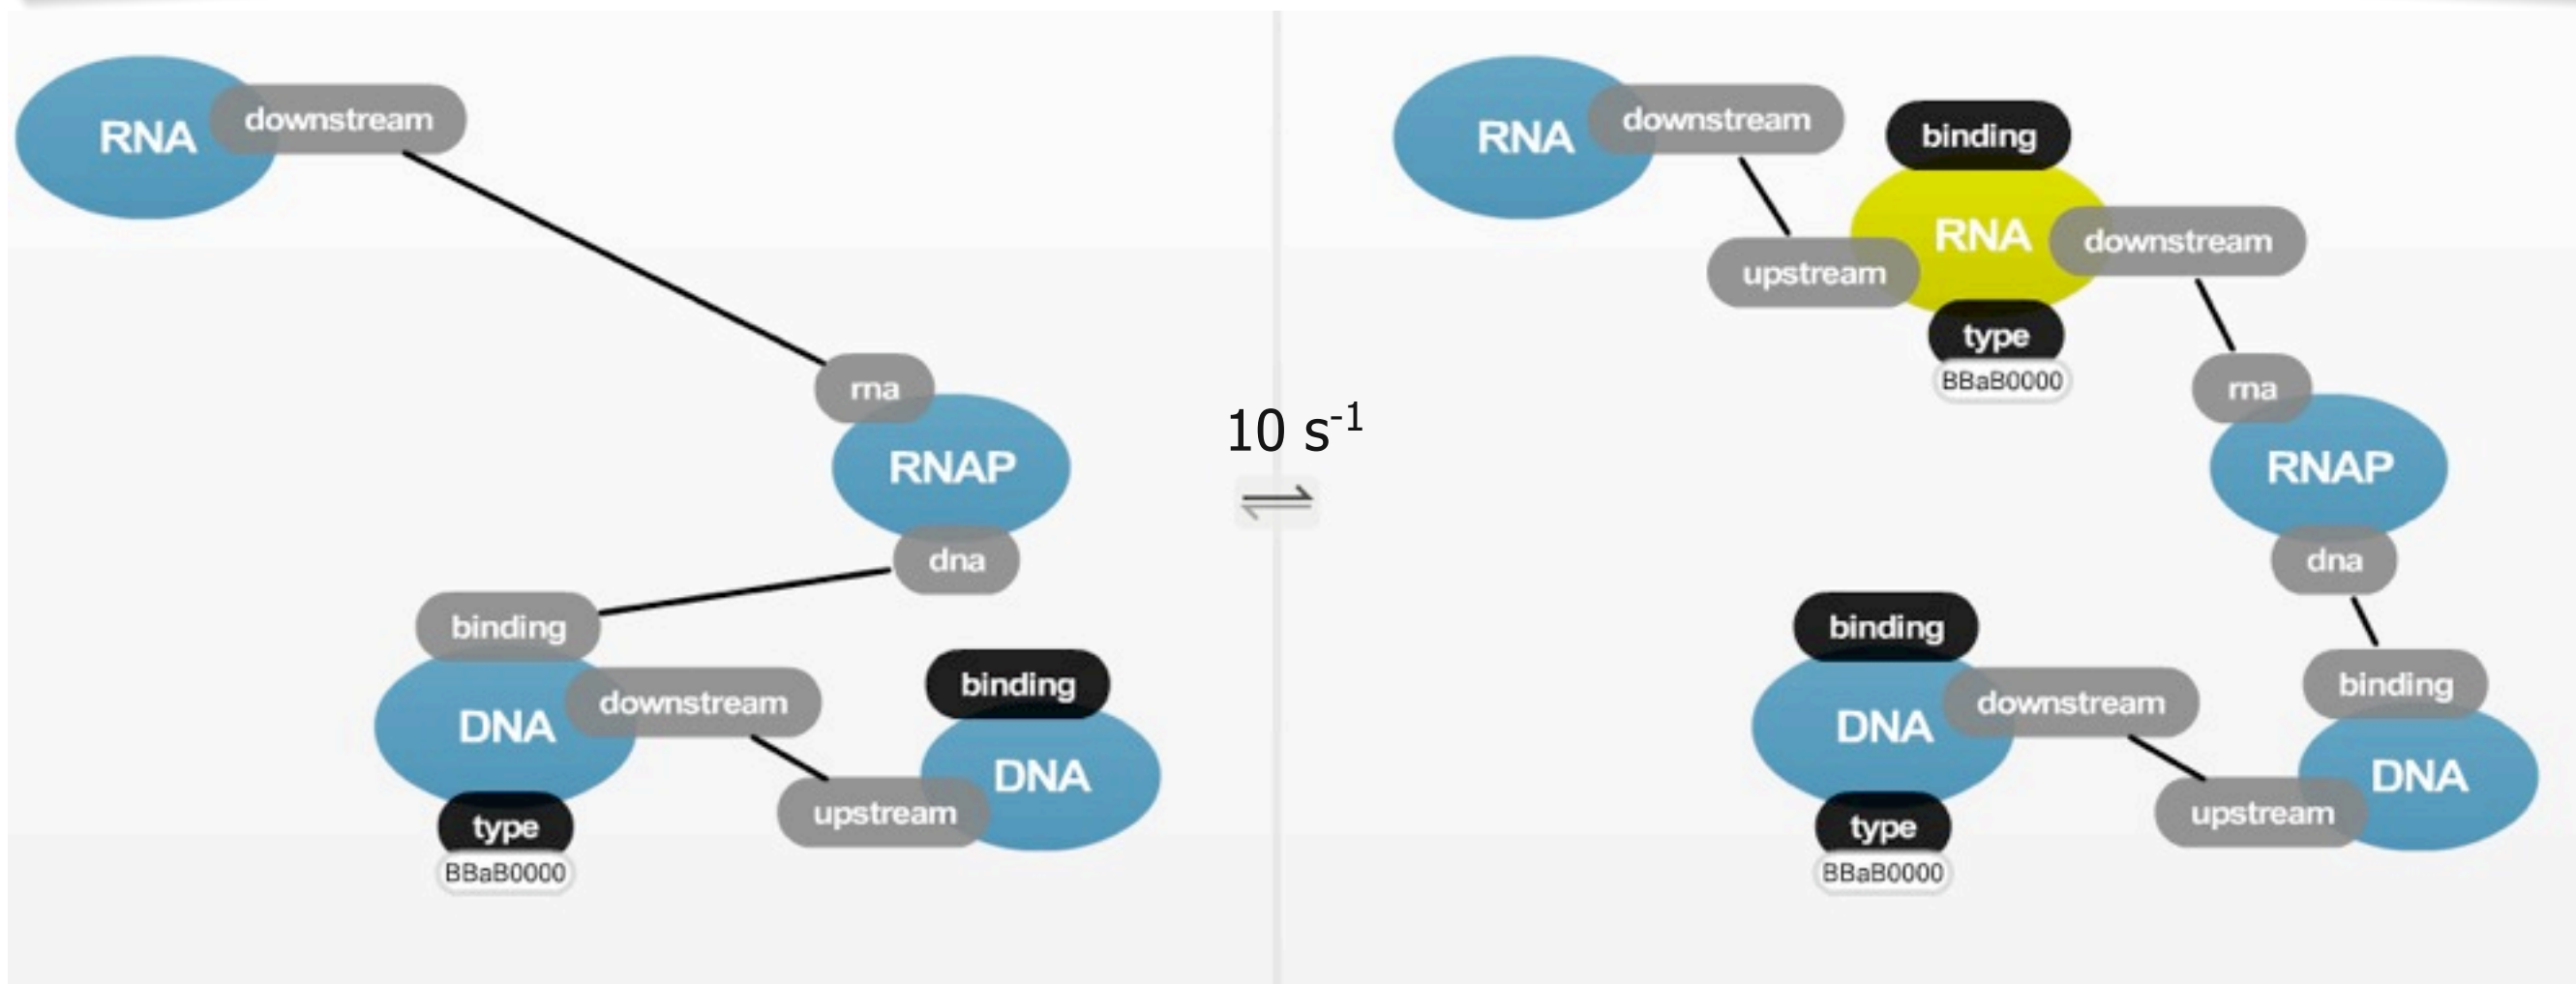 RNA
downstream
rna
RNAP
dna
binding
DNA
downstream
type
BBaB0000
binding
DNA
upstream
10 s⁻¹
RNA
downstream
binding
RNA
downstream
upstream
type
BBaB0000
rna
RNAP
dna
binding
DNA
downstream
type
BBaB0000
binding
DNA
upstream